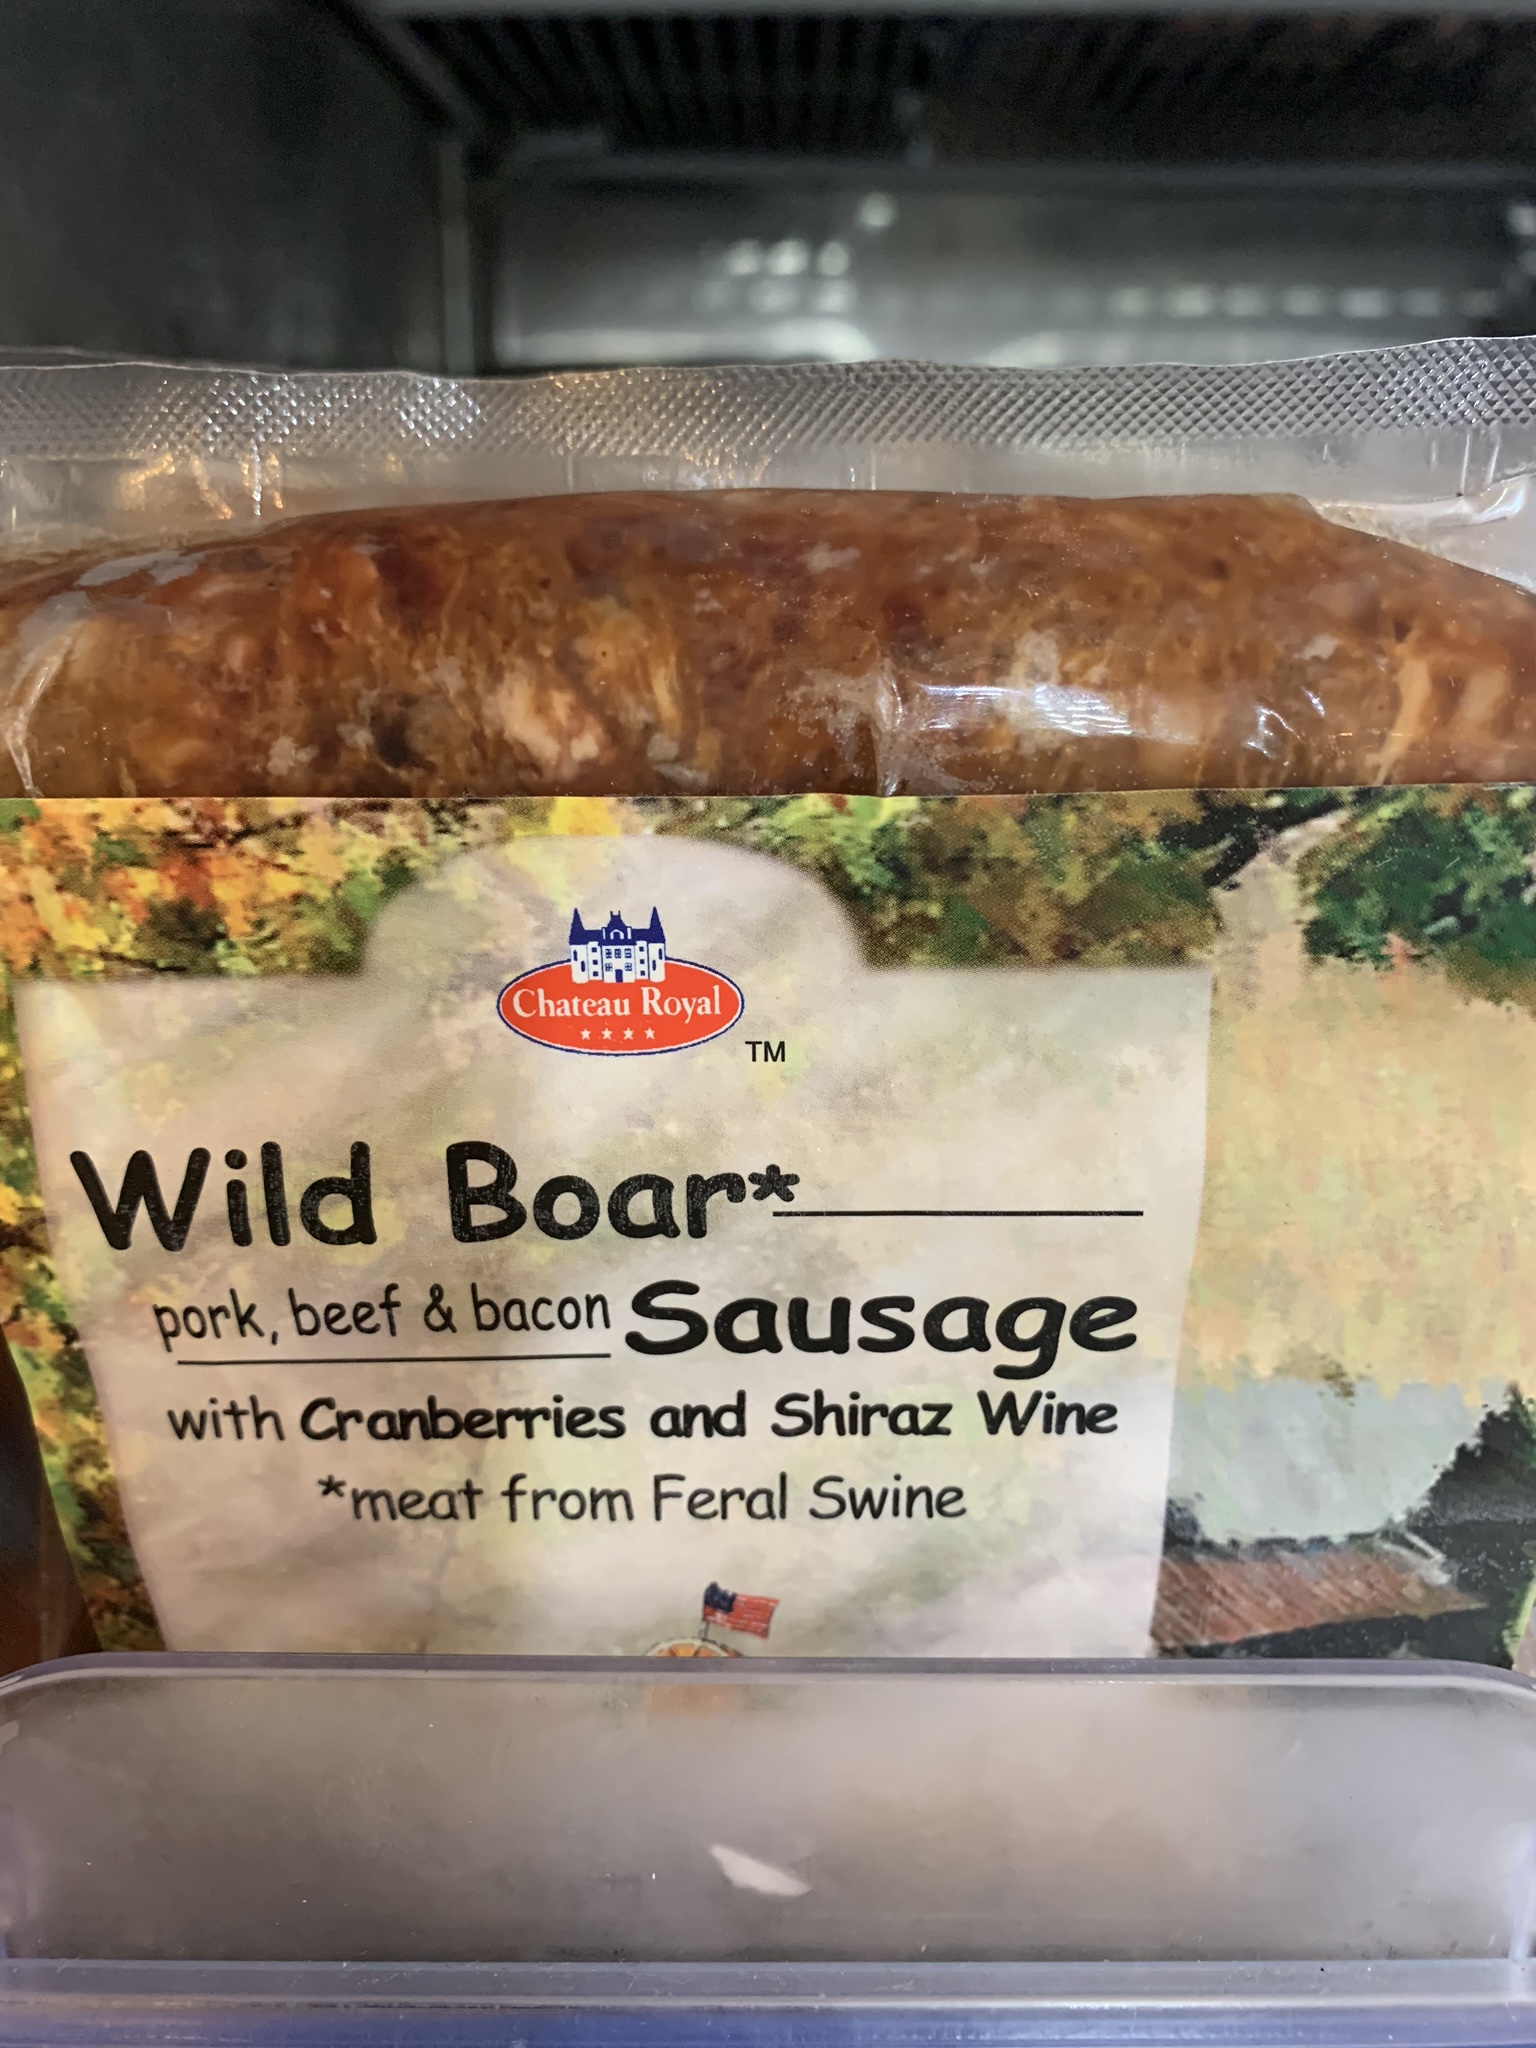 Chateau Royal
TM
Wild Boar*
pork, beef & bacon Sausage
with Cranberries and Shiraz Wine
*meat from Feral Swine